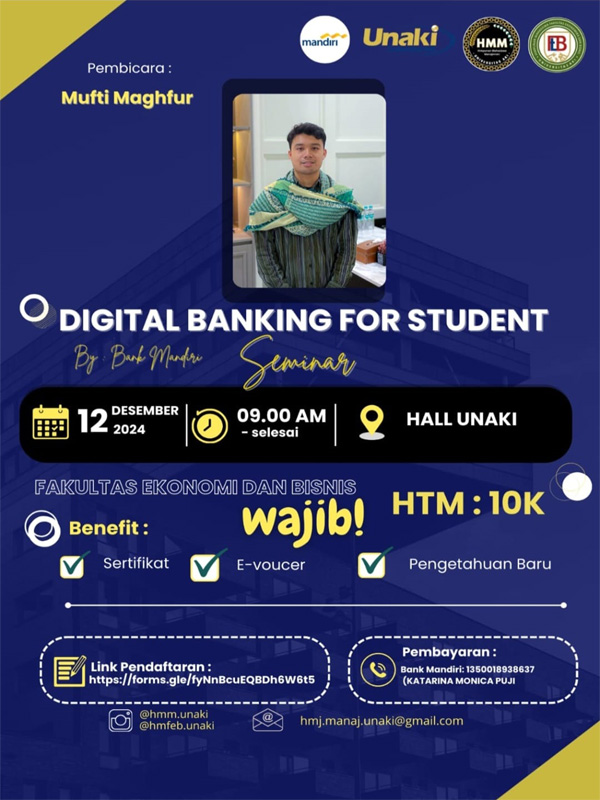 mandiri
Unaki
HMM
FEB
Pembicara :
Mufti Maghfur
DIGITAL BANKING FOR STUDENT
By : Bank Mandiri
Seminar
12 DESEMBER 2024
09.00 AM
- selesai
HALL UNAKI
FAKULTAS EKONOMI DAN BISNIS
wajib!
HTM : 10K
Benefit :
Sertifikat
E-voucer
Pengetahuan Baru
Link Pendaftaran :
https://forms.gle/fyNnBcuEQBDh6W6t5
Pembayaran :
Bank Mandiri: 1350018938637
(KATARINA MONICA PUJI
@hmm.unaki
@hmfeb.unaki
hmj.manaj.unaki@gmail.com